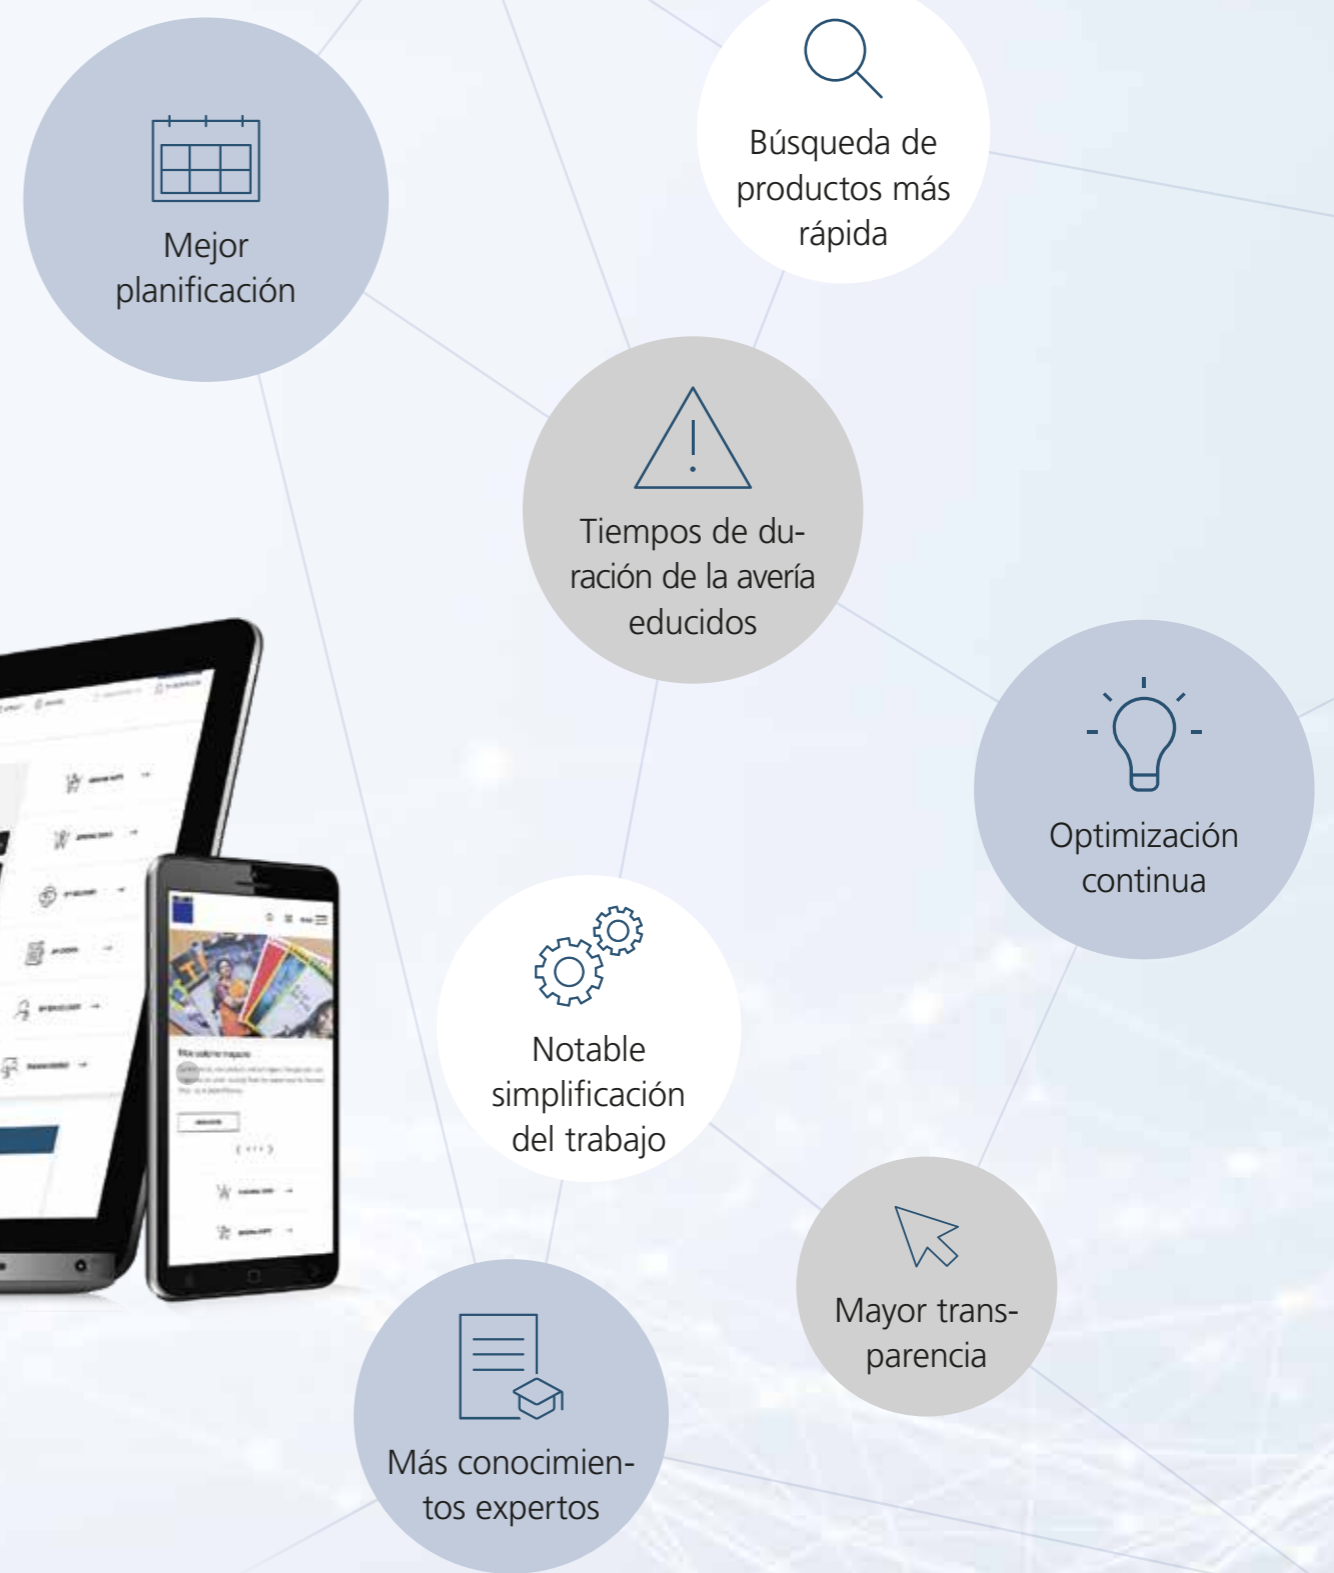 Búsqueda de
productos más
rápida
Mejor
planificación
Tiempos de du-
ración de la avería
educidos
Optimización
continua
Notable
simplificación
del trabajo
Mayor trans-
parencia
Más conocimien-
tos expertos